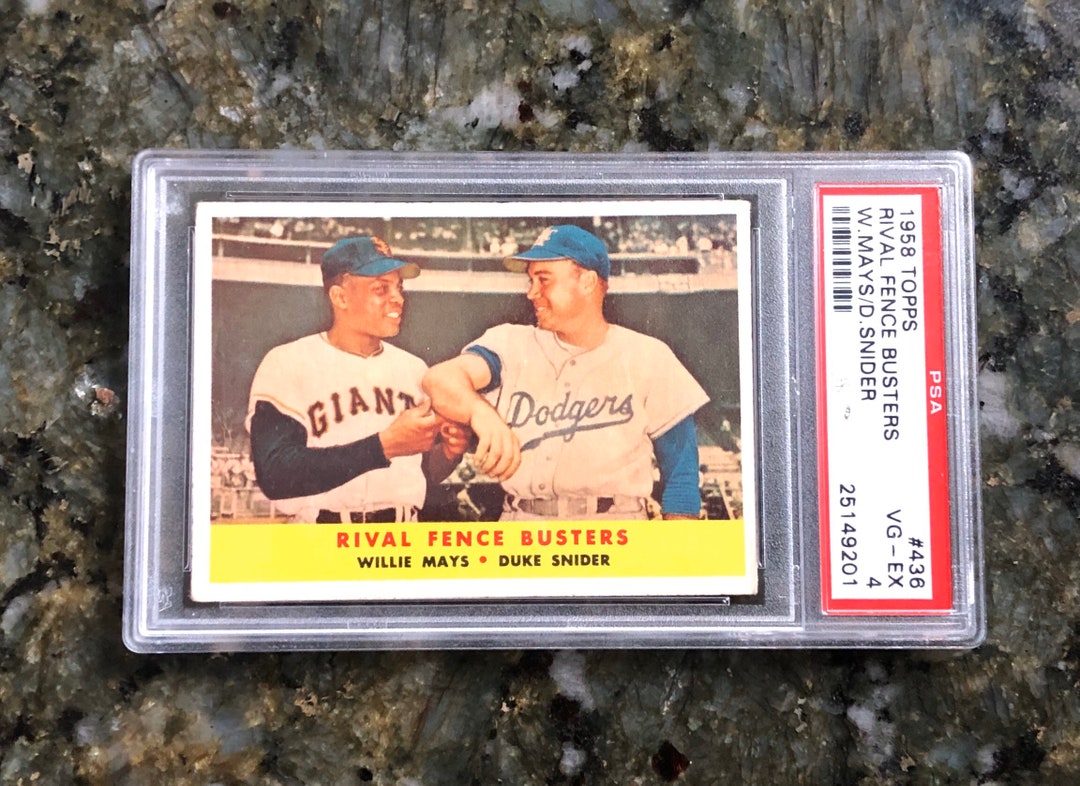 GIANT
Dodgers
RIVAL FENCE BUSTERS
WILLIE MAYS • DUKE SNIDER
PSA
1958 TOPPS #436
RIVAL FENCE BUSTERS VG-EX
W.MAYS/D.SNIDER 4
25149201